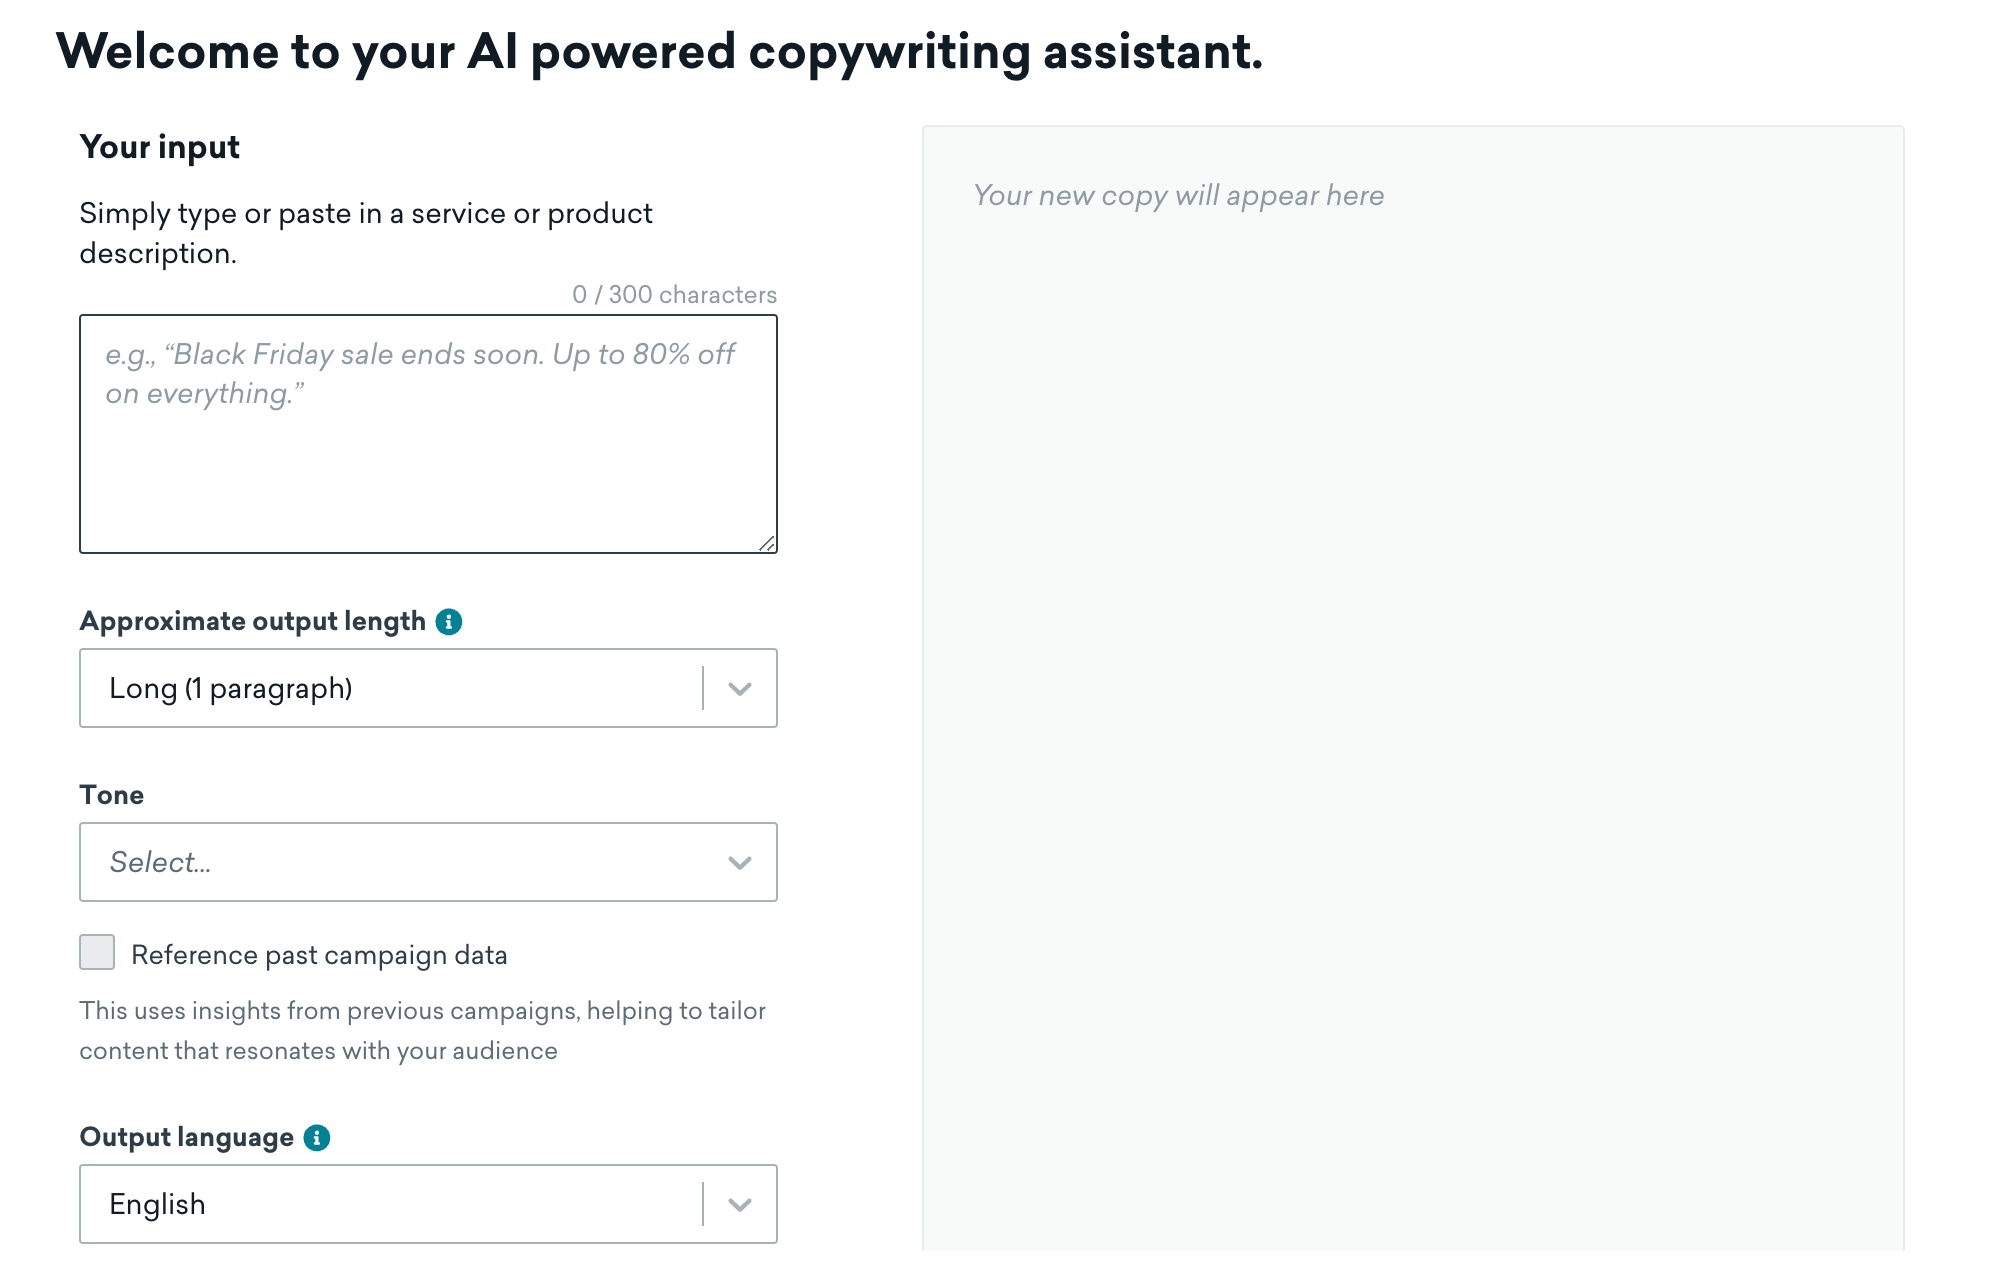 Welcome to your AI powered copywriting assistant.
Your input
Simply type or paste in a service or product
description.
0 / 300 characters
e.g., “Black Friday sale ends soon. Up to 80% off
on everything.”
Approximate output length
Long (1 paragraph)
Tone
Select...
Reference past campaign data
This uses insights from previous campaigns, helping to tailor
content that resonates with your audience
Output language
English
Your new copy will appear here